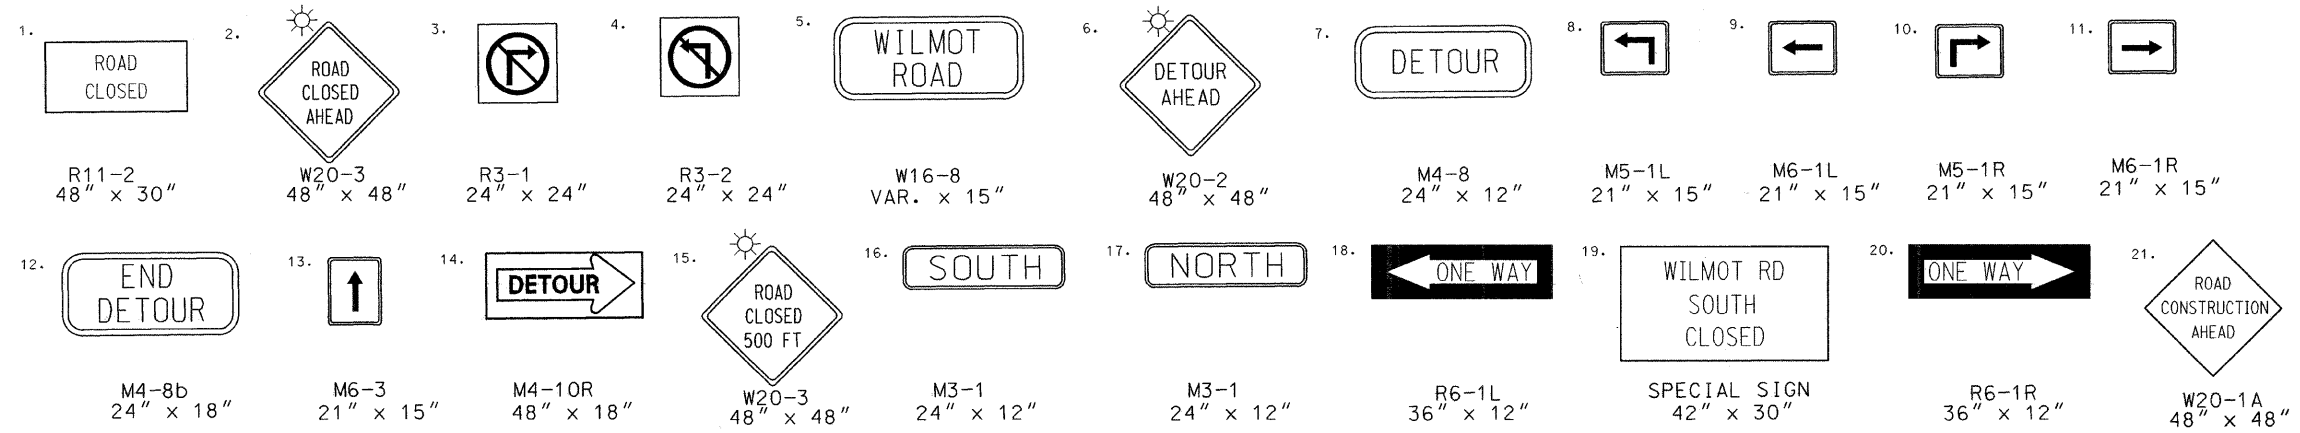 1.
ROAD
CLOSED
R11-2
48" x 30"
2.
ROAD
CLOSED
AHEAD
W20-3
48" x 48"
3.
R3-1
24" x 24"
4.
R3-2
24" x 24"
5.
WILMOT
ROAD
W16-8
VAR. x 15"
6.
DETOUR
AHEAD
W20-2
48" x 48"
7.
DETOUR
M4-8
24" x 12"
8.
M5-1L
21" x 15"
9.
M6-1L
21" x 15"
10.
M5-1R
21" x 15"
11.
M6-1R
21" x 15"
12.
END
DETOUR
M4-8b
24" x 18"
13.
M6-3
21" x 15"
14.
DETOUR
M4-10R
48" x 18"
15.
ROAD
CLOSED
500 FT
W20-3
48" x 48"
16.
SOUTH
M3-1
24" x 12"
17.
NORTH
M3-1
24" x 12"
18.
ONE WAY
R6-1L
36" x 12"
19.
WILMOT RD
SOUTH
CLOSED
SPECIAL SIGN
42" x 30"
20.
ONE WAY
R6-1R
36" x 12"
21.
ROAD
CONSTRUCTION
AHEAD
W20-1A
48" x 48"